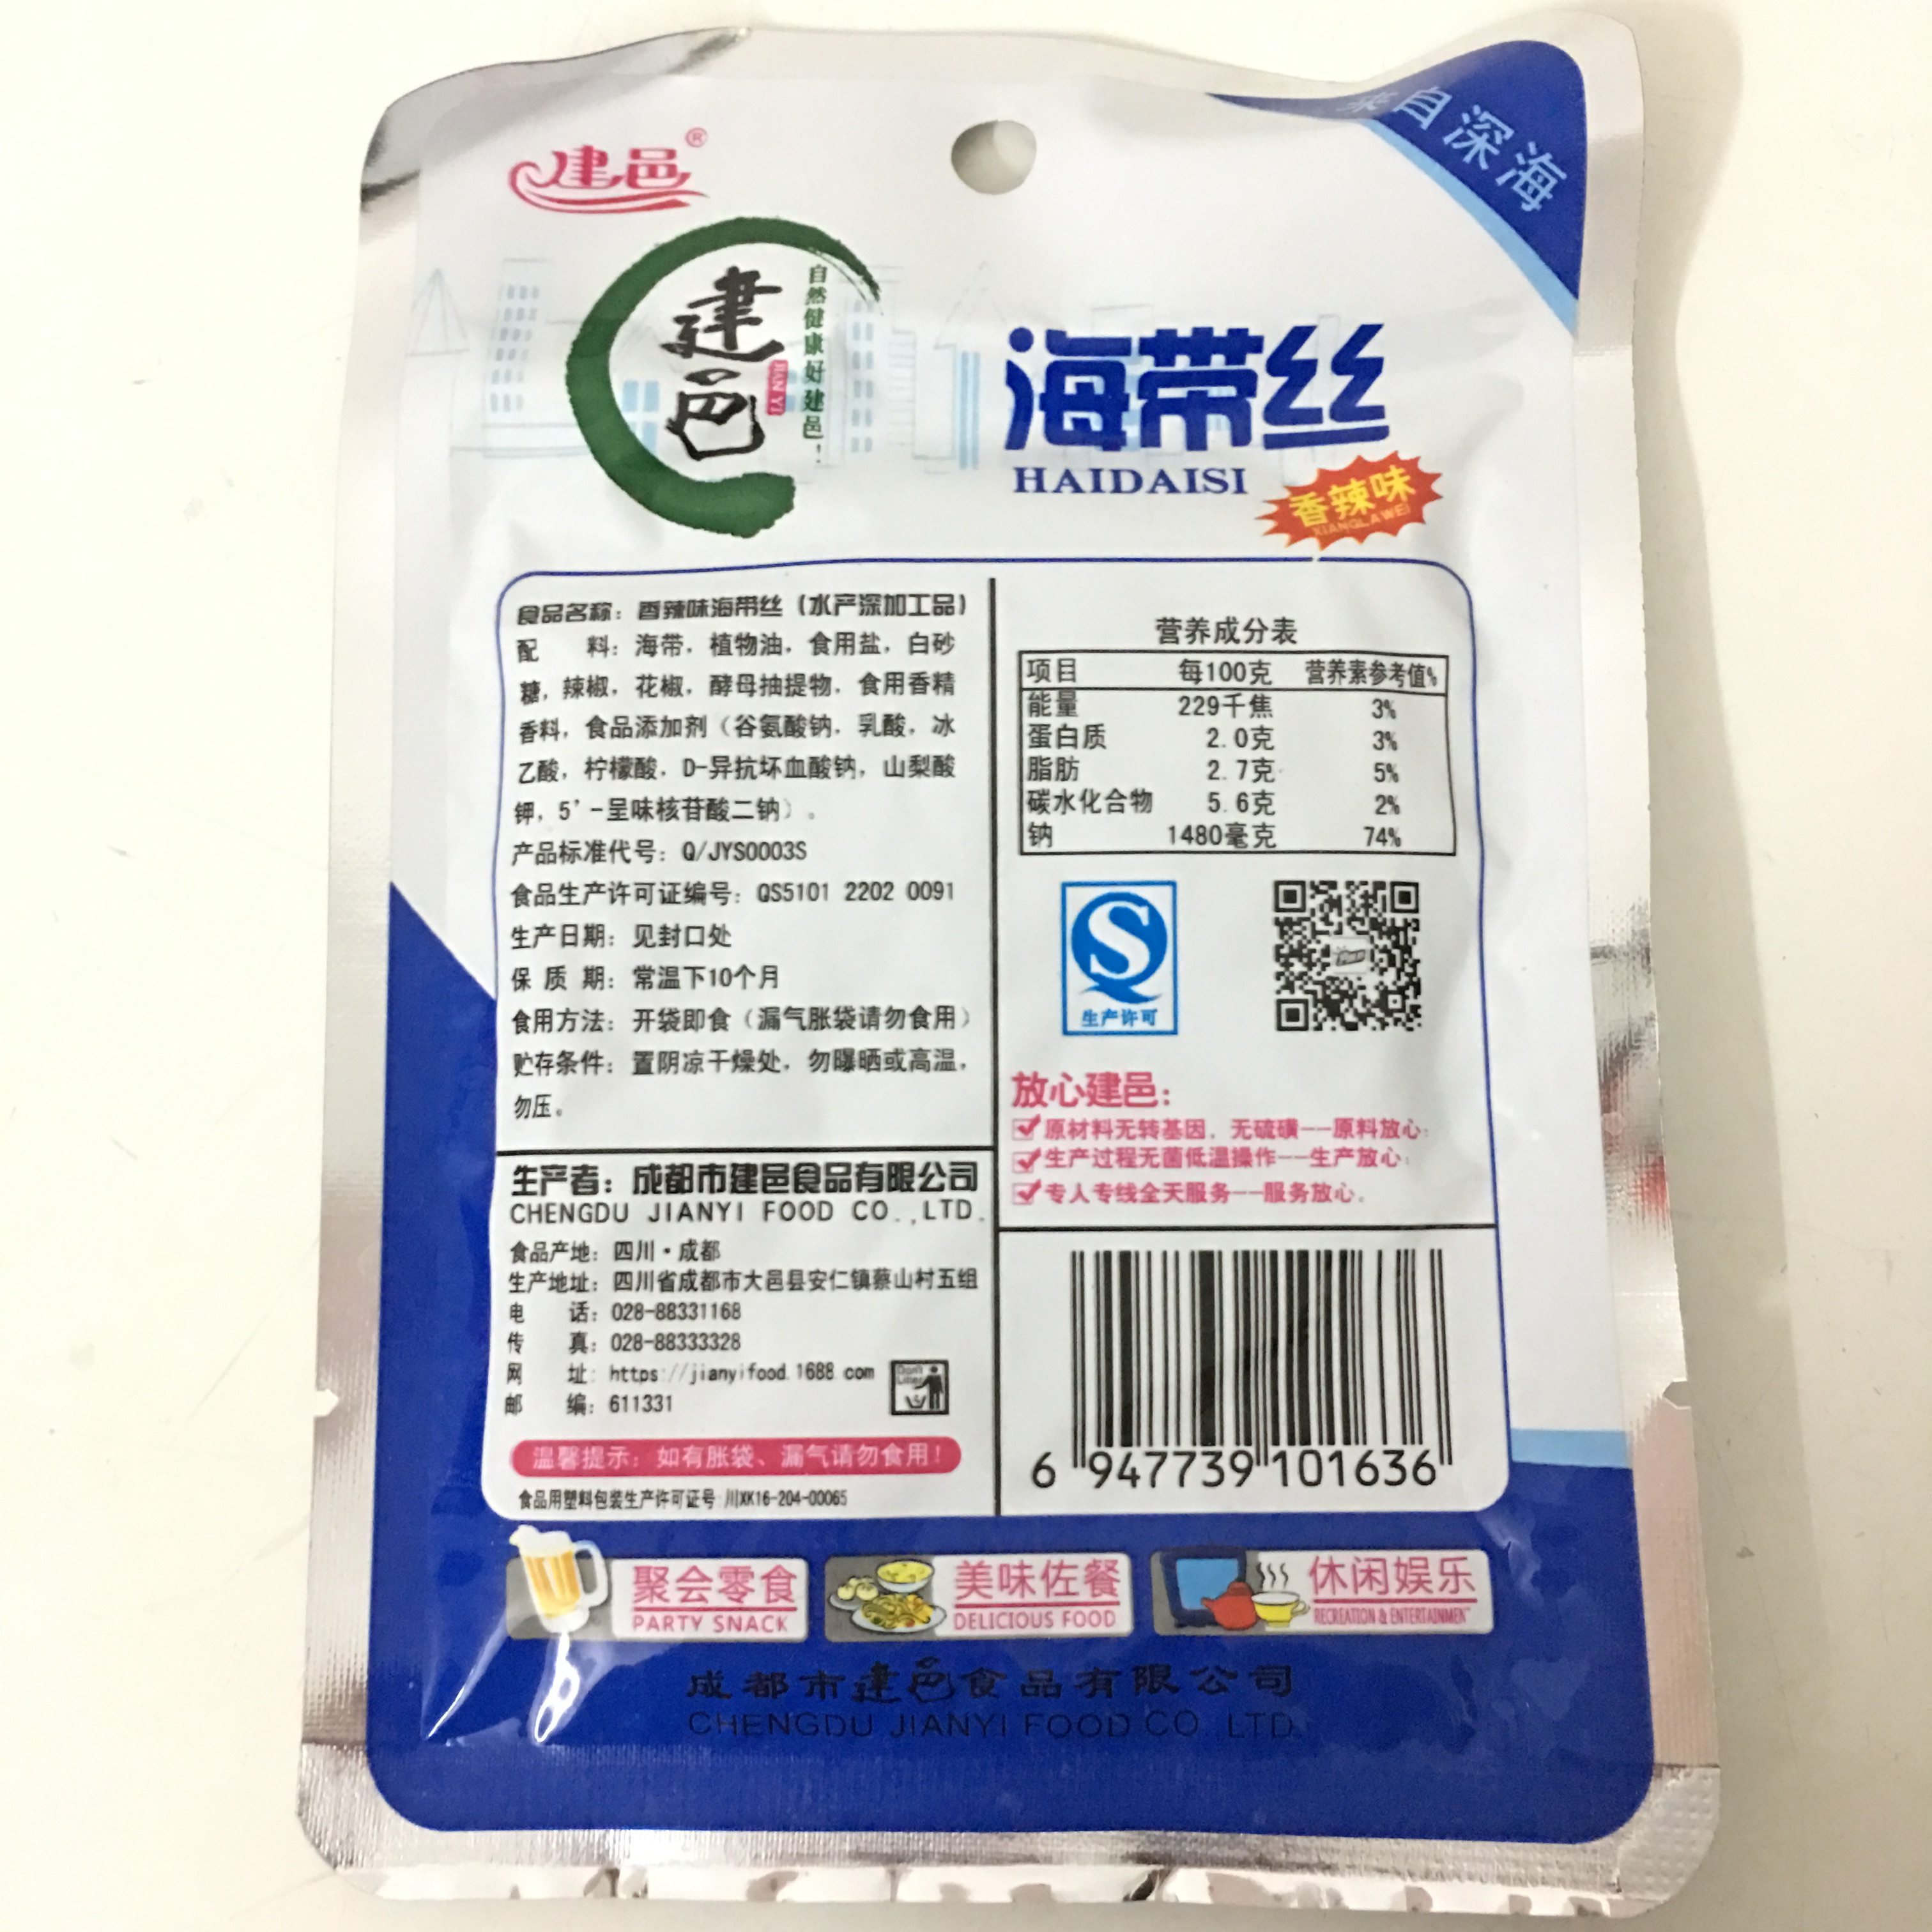 建邑®
来自深海
建邑
JIAN YI
自然健康好建邑！
海带丝
HAIDAISI
香辣味
XIANGLAWEI
食品名称：香辣味海带丝（水产深加工品）
配 料：海带，植物油，食用盐，白砂
糖，辣椒，花椒，酵母抽提物，食用香精
香料，食品添加剂（谷氨酸钠，乳酸，冰
乙酸，柠檬酸，D-异抗坏血酸钠，山梨酸
钾，5’-呈味核苷酸二钠）。
产品标准代号：Q/JYS0003S
食品生产许可证编号：QS5101 2202 0091
生产日期：见封口处
保 质 期：常温下10个月
食用方法：开袋即食（漏气胀袋请勿食用）
贮存条件：置阴凉干燥处，勿曝晒或高温，
勿压。
生产者：成都市建邑食品有限公司
CHENGDU JIANYI FOOD CO.,LTD.
食品产地：四川·成都
生产地址：四川省成都市大邑县安仁镇蔡山村五组
电 话：028-88331168
传 真：028-88333328
网 址：https://jianyifood.1688.com
邮 编：611331
Don't
Litter
温馨提示：如有胀袋、漏气请勿食用！
食品用塑料包装生产许可证号：川XK16-204-00065
营养成分表
项目 每100克 营养素参考值%
能量 229千焦 3%
蛋白质 2.0克 3%
脂肪 2.7克 5%
碳水化合物 5.6克 2%
钠 1480毫克 74%
生产许可
放心建邑：
原材料无转基因，无硫磺--原料放心；
生产过程无菌低温操作--生产放心；
专人专线全天服务--服务放心。
6 947739 101636
聚会零食
PARTY SNACK
美味佐餐
DELICIOUS FOOD
休闲娱乐
RECREATION & ENTERTAINMENT
成都市建邑食品有限公司
CHENGDU JIANYI FOOD CO. LTD.